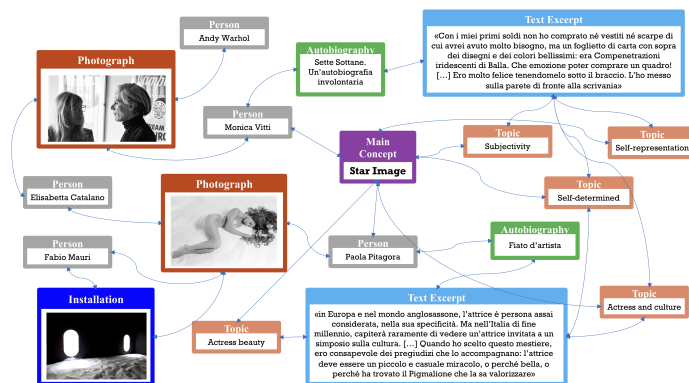 Person
Andy Warhol
Photograph
Autobiography
Sette Sottane.
Un'autobiografia
involontaria
Text Excerpt
«Con i miei primi soldi non ho comprato né vestiti né scarpe di
cui avrei avuto molto bisogno, ma un foglietto di carta con sopra
dei disegni e dei colori bellissimi: era Compenetrazioni
iridescenti di Balla. Che emozione poter comprare un quadro!
[…] Ero molto felice tenendomelo sotto il braccio. L'ho messo
sulla parete di fronte alla scrivania»
Person
Monica Vitti
Main
Concept
Star Image
Topic
Subjectivity
Topic
Self-representation
Person
Elisabetta Catalano
Photograph
Topic
Self-determined
Person
Fabio Mauri
Person
Paola Pitagora
Autobiography
Fiato d'artista
Installation
Topic
Actress beauty
Text Excerpt
«in Europa e nel mondo anglosassone, l'attrice è persona assai
considerata, nella sua specificità. Ma nell'Italia di fine
millennio, capiterà raramente di vedere un'attrice invitata a un
simposio sulla cultura. […] Quando ho scelto questo mestiere,
ero consapevole dei pregiudizi che lo accompagnano: l'attrice
deve essere un piccolo e casuale miracolo, o perché bella, o
perché ha trovato il Pigmalione che la sa valorizzare»
Topic
Actress and culture